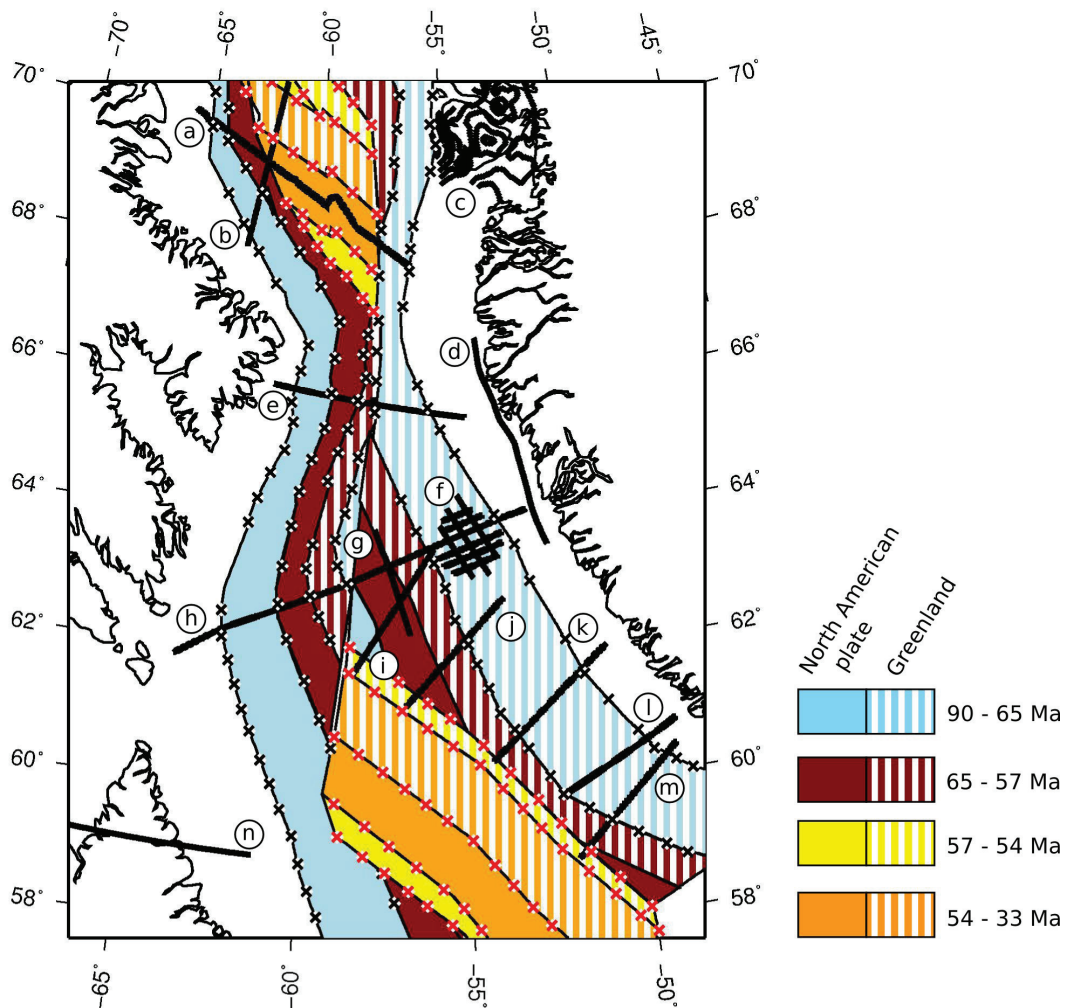 -70° -65° -60° -55° -50° -45°
70° 70°
a
c
68° 68°
b
66° d 66°
e
64° f 64°
g
62° h j k 62°
i
l
60° 60°
m
n
58° 58°
-65° -60° -55° -50°
North American
plate
Greenland
90 - 65 Ma
65 - 57 Ma
57 - 54 Ma
54 - 33 Ma